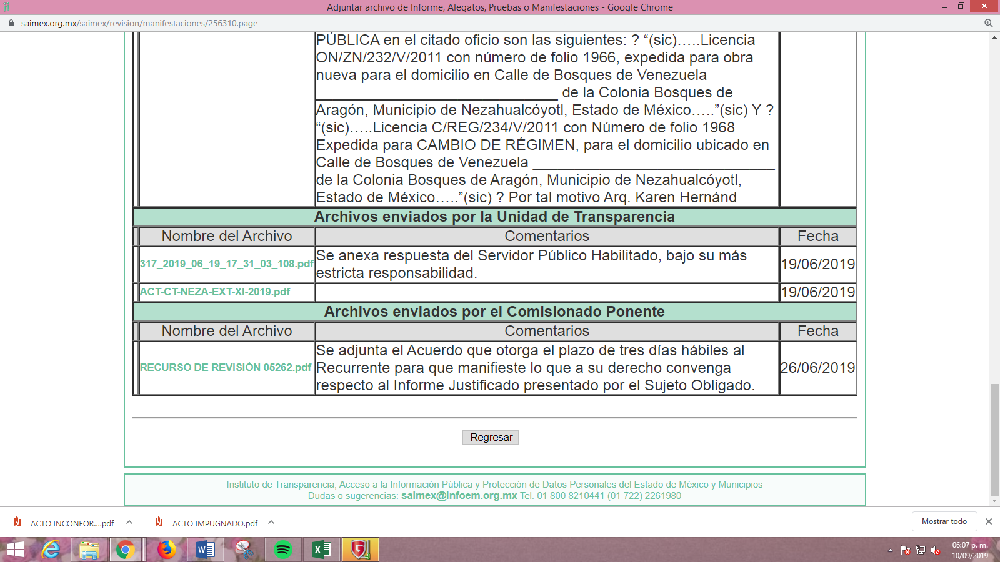 Adjuntar archivo de Informe, Alegatos, Pruebas o Manifestaciones - Google Chrome
saimex.org.mx/saimex/revision/manifestaciones/256310.page
PÚBLICA en el citado oficio son las siguientes: ? “(sic)…..Licencia
ON/ZN/232/V/2011 con número de folio 1966, expedida para obra
nueva para el domicilio en Calle de Bosques de Venezuela
_____________________________ de la Colonia Bosques de
Aragón, Municipio de Nezahualcóyotl, Estado de México…..”(sic) Y ?
“(sic)…..Licencia C/REG/234/V/2011 con Número de folio 1968
Expedida para CAMBIO DE RÉGIMEN, para el domicilio ubicado en
Calle de Bosques de Venezuela _____________________________
de la Colonia Bosques de Aragón, Municipio de Nezahualcóyotl,
Estado de México…..”(sic) ? Por tal motivo Arq. Karen Hernánd
Archivos enviados por la Unidad de Transparencia
Nombre del Archivo Comentarios Fecha
317_2019_06_19_17_31_03_108.pdf Se anexa respuesta del Servidor Público Habilitado, bajo su más
estricta responsabilidad. 19/06/2019
ACT-CT-NEZA-EXT-XI-2019.pdf 19/06/2019
Archivos enviados por el Comisionado Ponente
Nombre del Archivo Comentarios Fecha
Se adjunta el Acuerdo que otorga el plazo de tres días hábiles al
RECURSO DE REVISIÓN 05262.pdf Recurrente para que manifieste lo que a su derecho convenga 26/06/2019
respecto al Informe Justificado presentado por el Sujeto Obligado.
Regresar
Instituto de Transparencia, Acceso a la Información Pública y Protección de Datos Personales del Estado de México y Municipios
Dudas o sugerencias: saimex@infoem.org.mx Tel. 01 800 8210441 (01 722) 2261980
ACTO INCONFOR....pdf ACTO IMPUGNADO.pdf Mostrar todo
06:07 p. m.
10/09/2019